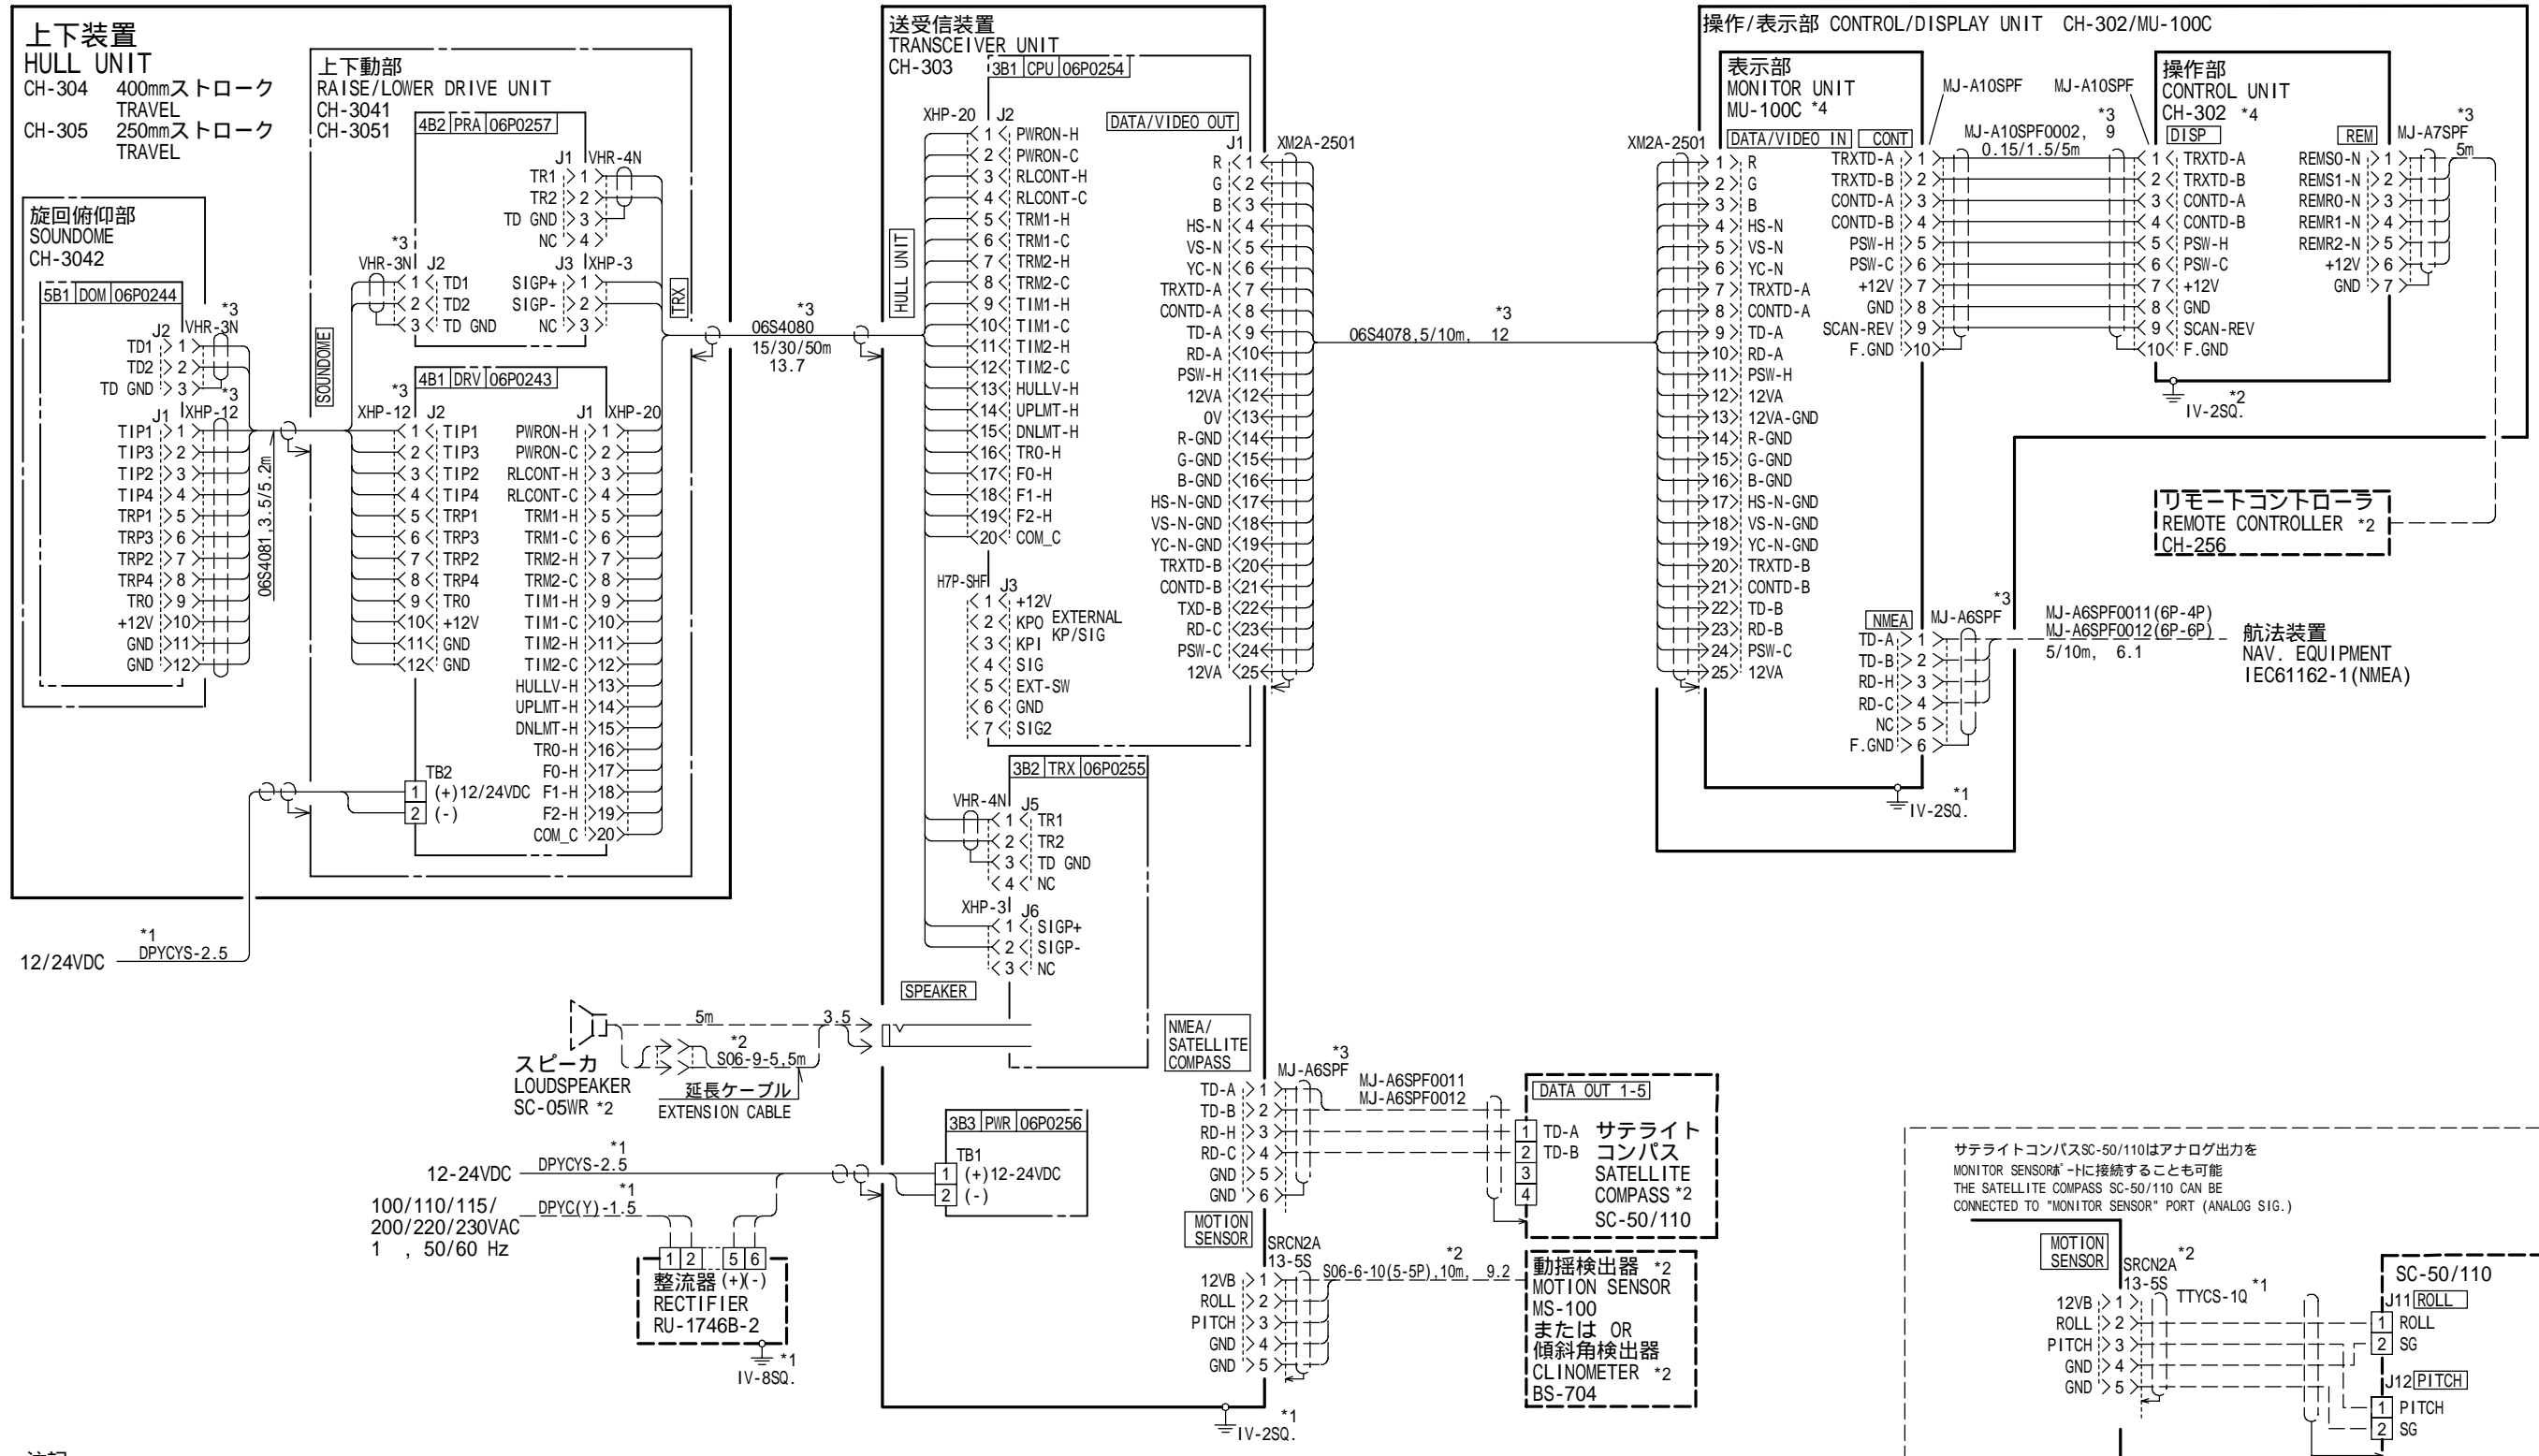 上下装置
HULL UNIT
CH-304 400mmストローク
TRAVEL
CH-305 250mmストローク
TRAVEL
上下動部
RAISE/LOWER DRIVE UNIT
CH-3041
CH-3051
4B2 PRA 06P0257
J1 VHR-4N
TR1 1
TR2 2
TD GND 3
NC 4
*3
VHR-3N J2
1 TD1
2 TD2
3 TD GND
J3 XHP-3
SIGP+ 1
SIGP- 2
NC 3
TRX
旋回俯仰部
SOUNDOME
CH-3042
5B1 DOM 06P0244
*3
J2 VHR-3N
TD1 1
TD2 2
TD GND 3
*3
J1 XHP-12
TIP1 1
TIP3 2
TIP2 3
TIP4 4
TRP1 5
TRP3 6
TRP2 7
TRP4 8
TRO 9
+12V 10
GND 11
GND 12
06S4081,3.5/5.2m
SOUNDOME
4B1 DRV 06P0243
*3
XHP-12 J2
1 TIP1
2 TIP3
3 TIP2
4 TIP4
5 TRP1
6 TRP3
7 TRP2
8 TRP4
9 TRO
10 +12V
11 GND
12 GND
J1 XHP-20
PWRON-H 1
PWRON-C 2
RLCONT-H 3
RLCONT-C 4
TRM1-H 5
TRM1-C 6
TRM2-H 7
TRM2-C 8
TIM1-H 9
TIM1-C 10
TIM2-H 11
TIM2-C 12
HULLV-H 13
UPLMT-H 14
DNLMT-H 15
TRO-H 16
F0-H 17
F1-H 18
F2-H 19
COM_C 20
TB2
1 (+)12/24VDC
2 (-)
*1
12/24VDC DPYCYS-2.5
*3
06S4080
15/30/50m
13.7
送受信装置
TRANSCEIVER UNIT
CH-303
3B1 CPU 06P0254
HULL UNIT
XHP-20 J2
1 PWRON-H
2 PWRON-C
3 RLCONT-H
4 RLCONT-C
5 TRM1-H
6 TRM1-C
7 TRM2-H
8 TRM2-C
9 TIM1-H
10 TIM1-C
11 TIM2-H
12 TIM2-C
13 HULLV-H
14 UPLMT-H
15 DNLMT-H
16 TRO-H
17 F0-H
18 F1-H
19 F2-H
20 COM_C
DATA/VIDEO OUT
J1 XM2A-2501
R 1
G 2
B 3
HS-N 4
VS-N 5
YC-N 6
TRXTD-A 7
CONTD-A 8
TD-A 9
RD-A 10
PSW-H 11
12VA 12
0V 13
R-GND 14
G-GND 15
B-GND 16
HS-N-GND 17
VS-N-GND 18
YC-N-GND 19
TRXTD-B 20
CONTD-B 21
TXD-B 22
RD-C 23
PSW-C 24
12VA 25
H7P-SHF J3
1 +12V
2 KPO
3 KPI
4 SIG
5 EXT-SW
6 GND
7 SIG2
EXTERNAL
KP/SIG
3B2 TRX 06P0255
VHR-4N J5
1 TR1
2 TR2
3 TD GND
4 NC
XHP-3 J6
1 SIGP+
2 SIGP-
3 NC
SPEAKER
5m 3.5
*2
S06-9-5,5m
スピーカ
LOUDSPEAKER
SC-05WR *2
延長ケーブル
EXTENSION CABLE
3B3 PWR 06P0256
TB1
1 (+)12-24VDC
2 (-)
*1
12-24VDC DPYCYS-2.5
*1
100/110/115/ DPYC(Y)-1.5
200/220/230VAC
1 , 50/60 Hz
1 2 5 6
整流器 (+)(-)
RECTIFIER
RU-1746B-2
*1
IV-8SQ.
NMEA/
SATELLITE
COMPASS
*3
MJ-A6SPF
TD-A 1
TD-B 2
RD-H 3
RD-C 4
GND 5
GND 6
MJ-A6SPF0011
MJ-A6SPF0012
DATA OUT 1-5
1 TD-A
2 TD-B
3
4
サテライト
コンパス
SATELLITE
COMPASS *2
SC-50/110
MOTION
SENSOR
SRCN2A
13-5S
12VB 1
ROLL 2
PITCH 3
GND 4
GND 5
*2
S06-6-10(5-5P),10m, 9.2
動揺検出器 *2
MOTION SENSOR
MS-100
または OR
傾斜角検出器
CLINOMETER *2
BS-704
*1
IV-2SQ.
*3
06S4078,5/10m, 12
操作/表示部 CONTROL/DISPLAY UNIT CH-302/MU-100C
表示部
MONITOR UNIT
MU-100C *4
XM2A-2501
DATA/VIDEO IN
1 R
2 G
3 B
4 HS-N
5 VS-N
6 YC-N
7 TRXTD-A
8 CONTD-A
9 TD-A
10 RD-A
11 PSW-H
12 12VA
13 12VA-GND
14 R-GND
15 G-GND
16 B-GND
17 HS-N-GND
18 VS-N-GND
19 YC-N-GND
20 TRXTD-B
21 CONTD-B
22 TD-B
23 RD-B
24 PSW-C
25 12VA
CONT
TRXTD-A 1
TRXTD-B 2
CONTD-A 3
CONTD-B 4
PSW-H 5
PSW-C 6
+12V 7
GND 8
SCAN-REV 9
F.GND 10
MJ-A10SPF MJ-A10SPF
*3
MJ-A10SPF0002, 9
0.15/1.5/5m
操作部
CONTROL UNIT
CH-302 *4
DISP
1 TRXTD-A
2 TRXTD-B
3 CONTD-A
4 CONTD-B
5 PSW-H
6 PSW-C
7 +12V
8 GND
9 SCAN-REV
10 F.GND
*2
IV-2SQ.
*3
REM MJ-A7SPF
5m
REMS0-N 1
REMS1-N 2
REMR0-N 3
REMR1-N 4
REMR2-N 5
+12V 6
GND 7
リモートコントローラ
REMOTE CONTROLLER *2
CH-256
*3
NMEA MJ-A6SPF
TD-A 1
TD-B 2
RD-H 3
RD-C 4
NC 5
F.GND 6
MJ-A6SPF0011(6P-4P)
MJ-A6SPF0012(6P-6P)
5/10m, 6.1
航法装置
NAV. EQUIPMENT
IEC61162-1(NMEA)
*1
IV-2SQ.
サテライトコンパスSC-50/110はアナログ出力を
MONITOR SENSORポートに接続することも可能
THE SATELLITE COMPASS SC-50/110 CAN BE
CONNECTED TO "MONITOR SENSOR" PORT (ANALOG SIG.)
MOTION
SENSOR
SRCN2A *2
13-5S
12VB 1
ROLL 2
PITCH 3
GND 4
GND 5
TTYCS-1Q *1
SC-50/110
J11 ROLL
1 ROLL
2 SG
J12 PITCH
1 PITCH
2 SG